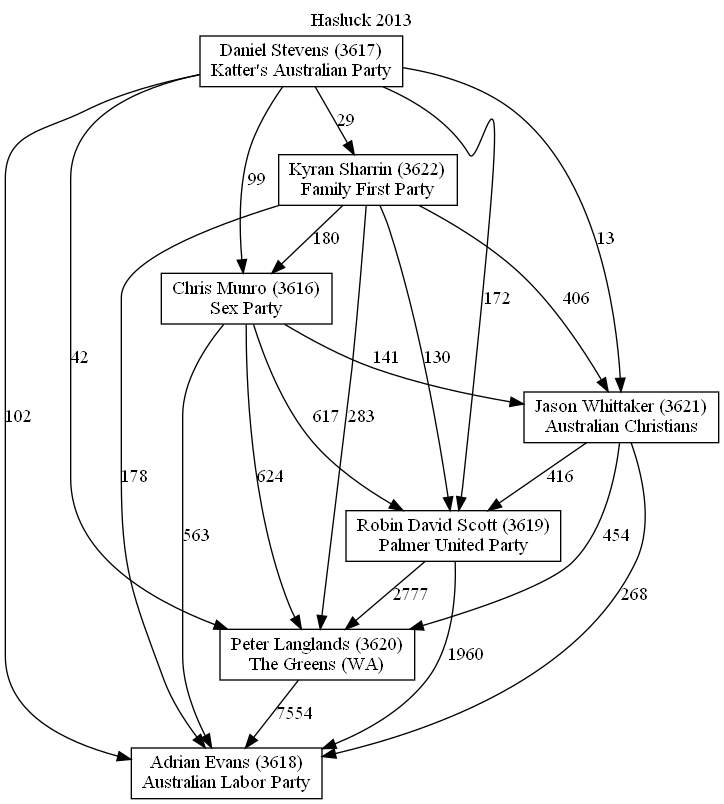 Hasluck 2013
Daniel Stevens (3617)
Katter's Australian Party
29
Kyran Sharrin (3622)
Family First Party
99
180
13
172
406
Chris Munro (3616)
Sex Party
42
141
130
102
617
283
Jason Whittaker (3621)
Australian Christians
178
624
416
563
Robin David Scott (3619)
Palmer United Party
454
2777
268
Peter Langlands (3620)
The Greens (WA)
1960
7554
Adrian Evans (3618)
Australian Labor Party